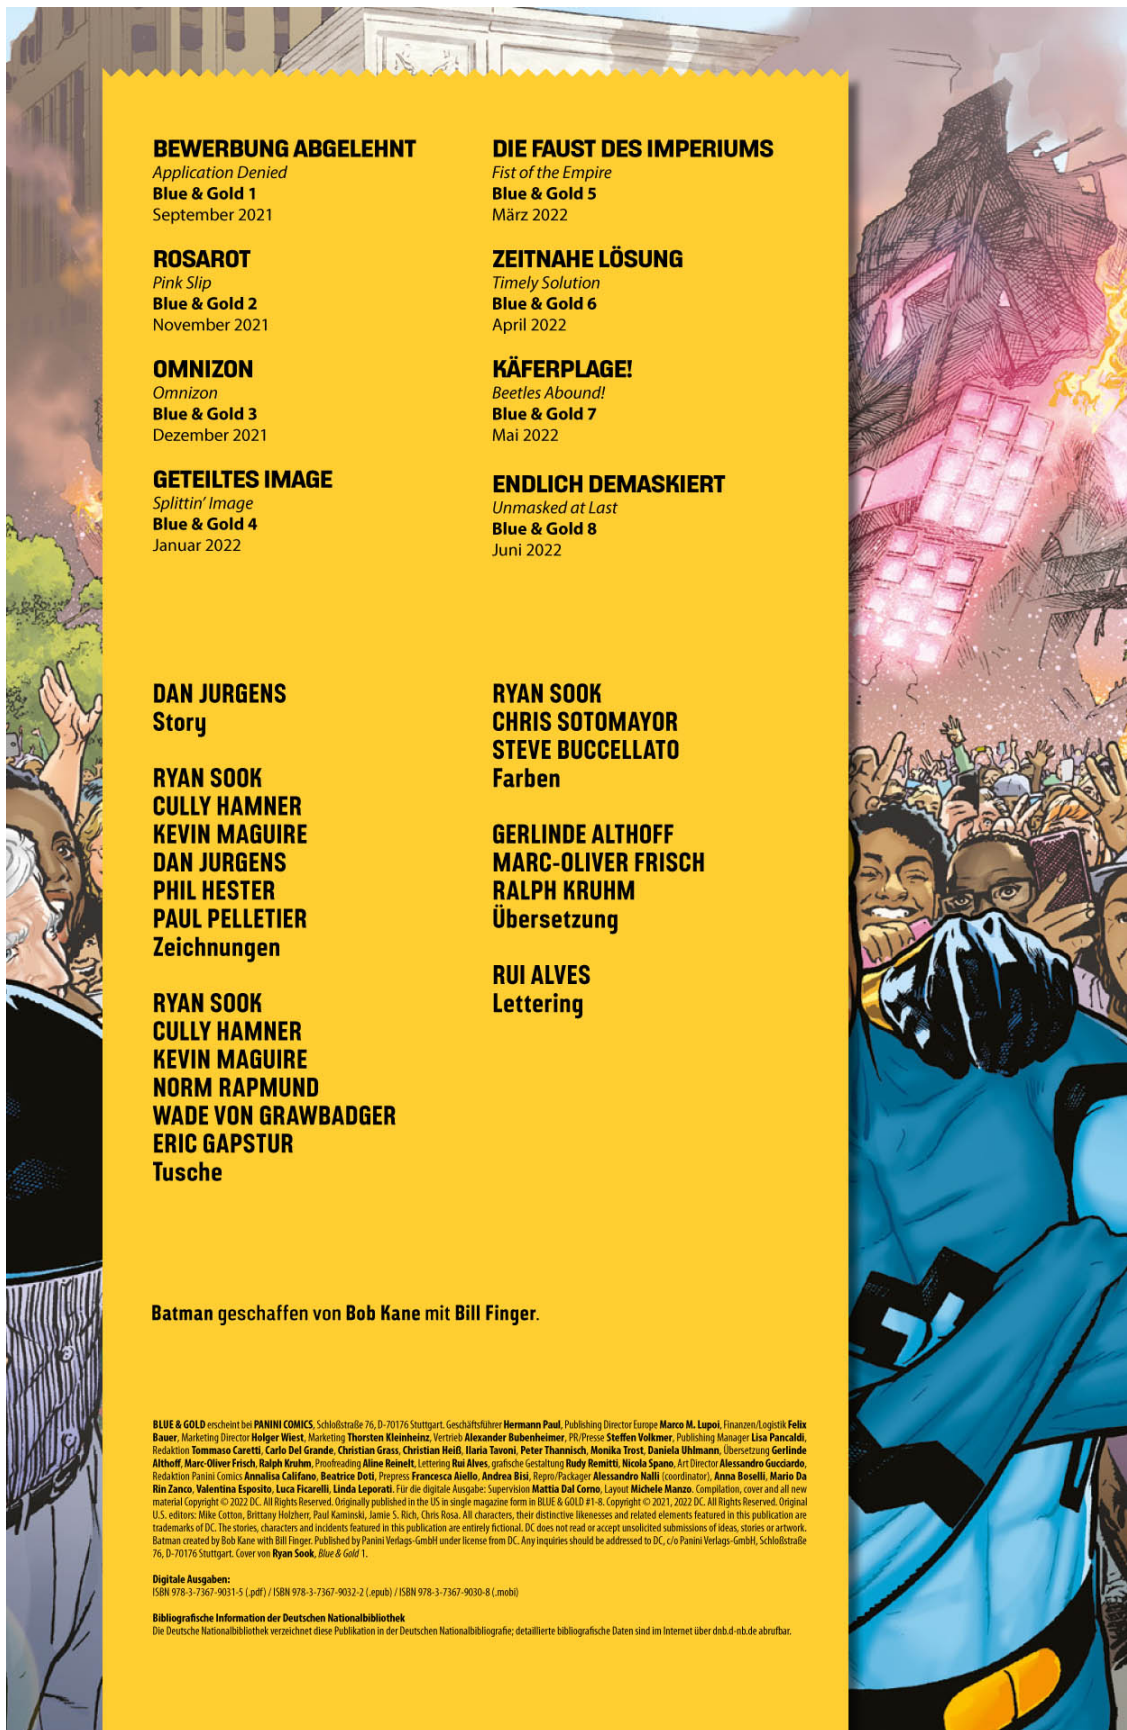 BEWERBUNG ABGELEHNT
Application Denied
Blue & Gold 1
September 2021
ROSAROT
Pink Slip
Blue & Gold 2
November 2021
OMNIZON
Omnizon
Blue & Gold 3
Dezember 2021
GETEILTES IMAGE
Splittin’ Image
Blue & Gold 4
Januar 2022
DIE FAUST DES IMPERIUMS
Fist of the Empire
Blue & Gold 5
März 2022
ZEITNAHE LÖSUNG
Timely Solution
Blue & Gold 6
April 2022
KÄFERPLAGE!
Beetles Abound!
Blue & Gold 7
Mai 2022
ENDLICH DEMASKIERT
Unmasked at Last
Blue & Gold 8
Juni 2022
DAN JURGENS
Story
RYAN SOOK
CULLY HAMNER
KEVIN MAGUIRE
DAN JURGENS
PHIL HESTER
PAUL PELLETIER
Zeichnungen
RYAN SOOK
CULLY HAMNER
KEVIN MAGUIRE
NORM RAPMUND
WADE VON GRAWBADGER
ERIC GAPSTUR
Tusche
RYAN SOOK
CHRIS SOTOMAYOR
STEVE BUCCELLATO
Farben
GERLINDE ALTHOFF
MARC-OLIVER FRISCH
RALPH KRUHM
Übersetzung
RUI ALVES
Lettering
Batman geschaffen von Bob Kane mit Bill Finger.
BLUE & GOLD erscheint bei PANINI COMICS, Schloßstraße 76, D-70176 Stuttgart. Geschäftsführer Hermann Paul, Publishing Director Europe Marco M. Lupoi, Finanzen/Logistik Felix
Bauer, Marketing Director Holger Wiest, Marketing Thorsten Kleinheinz, Vertrieb Alexander Bubenheimer, PR/Presse Steffen Volkmer, Publishing Manager Lisa Pancaldi,
Redaktion Tommaso Caretti, Carlo Del Grande, Christian Grass, Christian Heiß, Ilaria Tavoni, Peter Thannisch, Monika Trost, Daniela Uhlmann, Übersetzung Gerlinde
Althoff, Marc-Oliver Frisch, Ralph Kruhm, Proofreading Aline Reinelt, Lettering Rui Alves, grafische Gestaltung Rudy Remitti, Nicola Spano, Art Director Alessandro Gucciardo,
Redaktion Panini Comics Annalisa Califano, Beatrice Doti, Prepress Francesca Aiello, Andrea Bisi, Repro/Packager Alessandro Nalli (coordinator), Anna Boselli, Mario Da
Rin Zanco, Valentina Esposito, Luca Ficarelli, Linda Leporati. Für die digitale Ausgabe: Supervision Mattia Dal Corno, Layout Michele Manzo. Compilation, cover and all new
material Copyright © 2022 DC. All Rights Reserved. Originally published in the US in single magazine form in BLUE & GOLD #1-8. Copyright © 2021, 2022 DC. All Rights Reserved. Original
U.S. editors: Mike Cotton, Brittany Holzherr, Paul Kaminski, Jamie S. Rich, Chris Rosa. All characters, their distinctive likenesses and related elements featured in this publication are
trademarks of DC. The stories, characters and incidents featured in this publication are entirely fictional. DC does not read or accept unsolicited submissions of ideas, stories or artwork.
Batman created by Bob Kane with Bill Finger. Published by Panini Verlags-GmbH under license from DC. Any inquiries should be addressed to DC, c/o Panini Verlags-GmbH, Schloßstraße
76, D-70176 Stuttgart. Cover von Ryan Sook, Blue & Gold 1.
Digitale Ausgaben:
ISBN 978-3-7367-9031-5 (.pdf) / ISBN 978-3-7367-9032-2 (.epub) / ISBN 978-3-7367-9030-8 (.mobi)
Bibliografische Information der Deutschen Nationalbibliothek
Die Deutsche Nationalbibliothek verzeichnet diese Publikation in der Deutschen Nationalbibliografie; detaillierte bibliografische Daten sind im Internet über dnb.d-nb.de abrufbar.